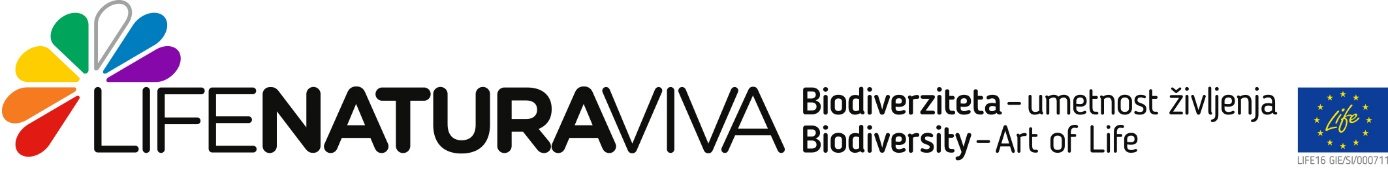 LIFENATURAVIVA
Biodiverziteta – umetnost življenja
Biodiversity – Art of Life
Life
LIFE16 GIE/SI/000711